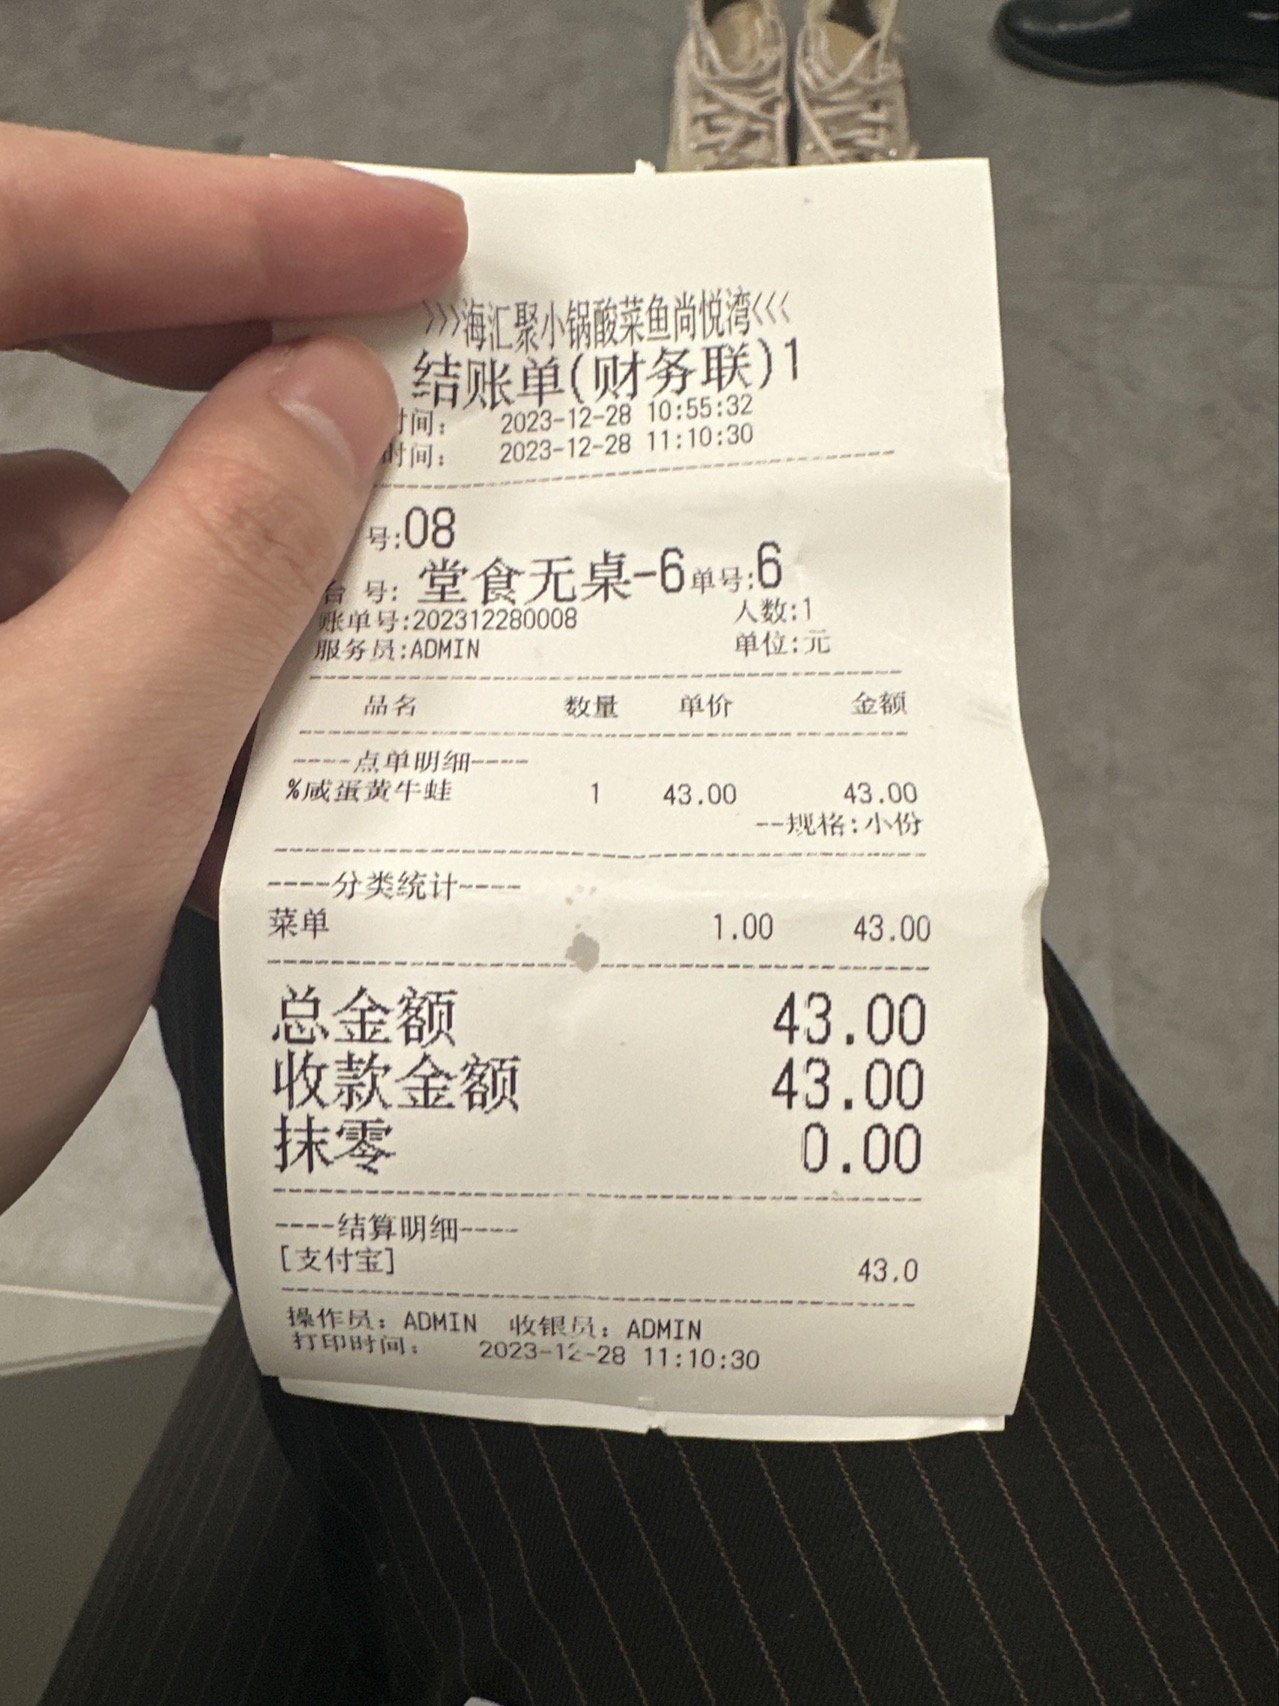 >>>海汇聚小锅酸菜鱼尚悦湾<<<
结账单(财务联)1
时间： 2023-12-28 10:55:32
时间： 2023-12-28 11:10:30
号:08
台 号: 堂食无桌-6 单号:6
账单号:202312280008 人数:1
服务员:ADMIN 单位:元
品名 数量 单价 金额
----点单明细----
%咸蛋黄牛蛙 1 43.00 43.00
--规格:小份
----分类统计----
菜单 1.00 43.00
总金额 43.00
收款金额 43.00
抹零 0.00
----结算明细----
[支付宝] 43.0
操作员：ADMIN 收银员：ADMIN
打印时间： 2023-12-28 11:10:30